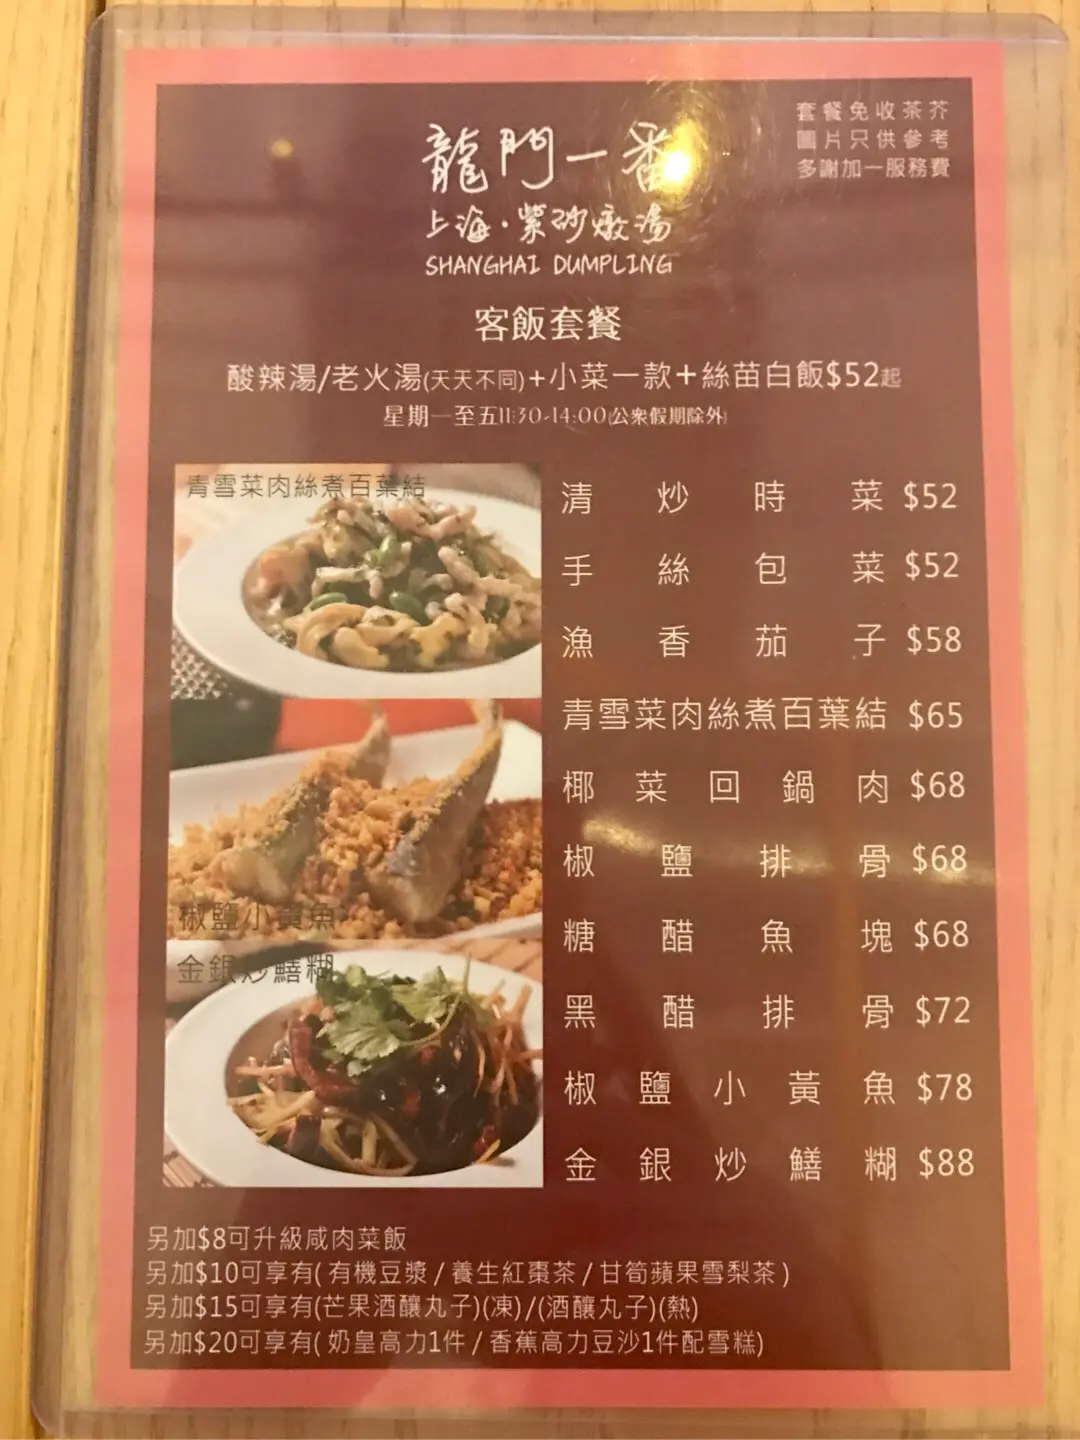 套餐免收茶芥
圖片只供參考
多謝加一服務費
龍門一番
上海·紫砂燉湯
SHANGHAI DUMPLING
客飯套餐
酸辣湯/老火湯(天天不同)+小菜一款+絲苗白飯$52起
星期一至五11:30-14:00(公衆假期除外)
青雪菜肉絲煮百葉結
椒鹽小黃魚
金銀炒鱔糊
清炒時菜 $52
手絲包菜 $52
漁香茄子 $58
青雪菜肉絲煮百葉結 $65
椰菜回鍋肉 $68
椒鹽排骨 $68
糖醋魚塊 $68
黑醋排骨 $72
椒鹽小黃魚 $78
金銀炒鱔糊 $88
另加$8可升級咸肉菜飯
另加$10可享有(有機豆漿/養生紅棗茶/甘筍蘋果雪梨茶)
另加$15可享有(芒果酒釀丸子)(凍)/(酒釀丸子)(熱)
另加$20可享有(奶皇高力1件/香蕉高力豆沙1件配雪糕)